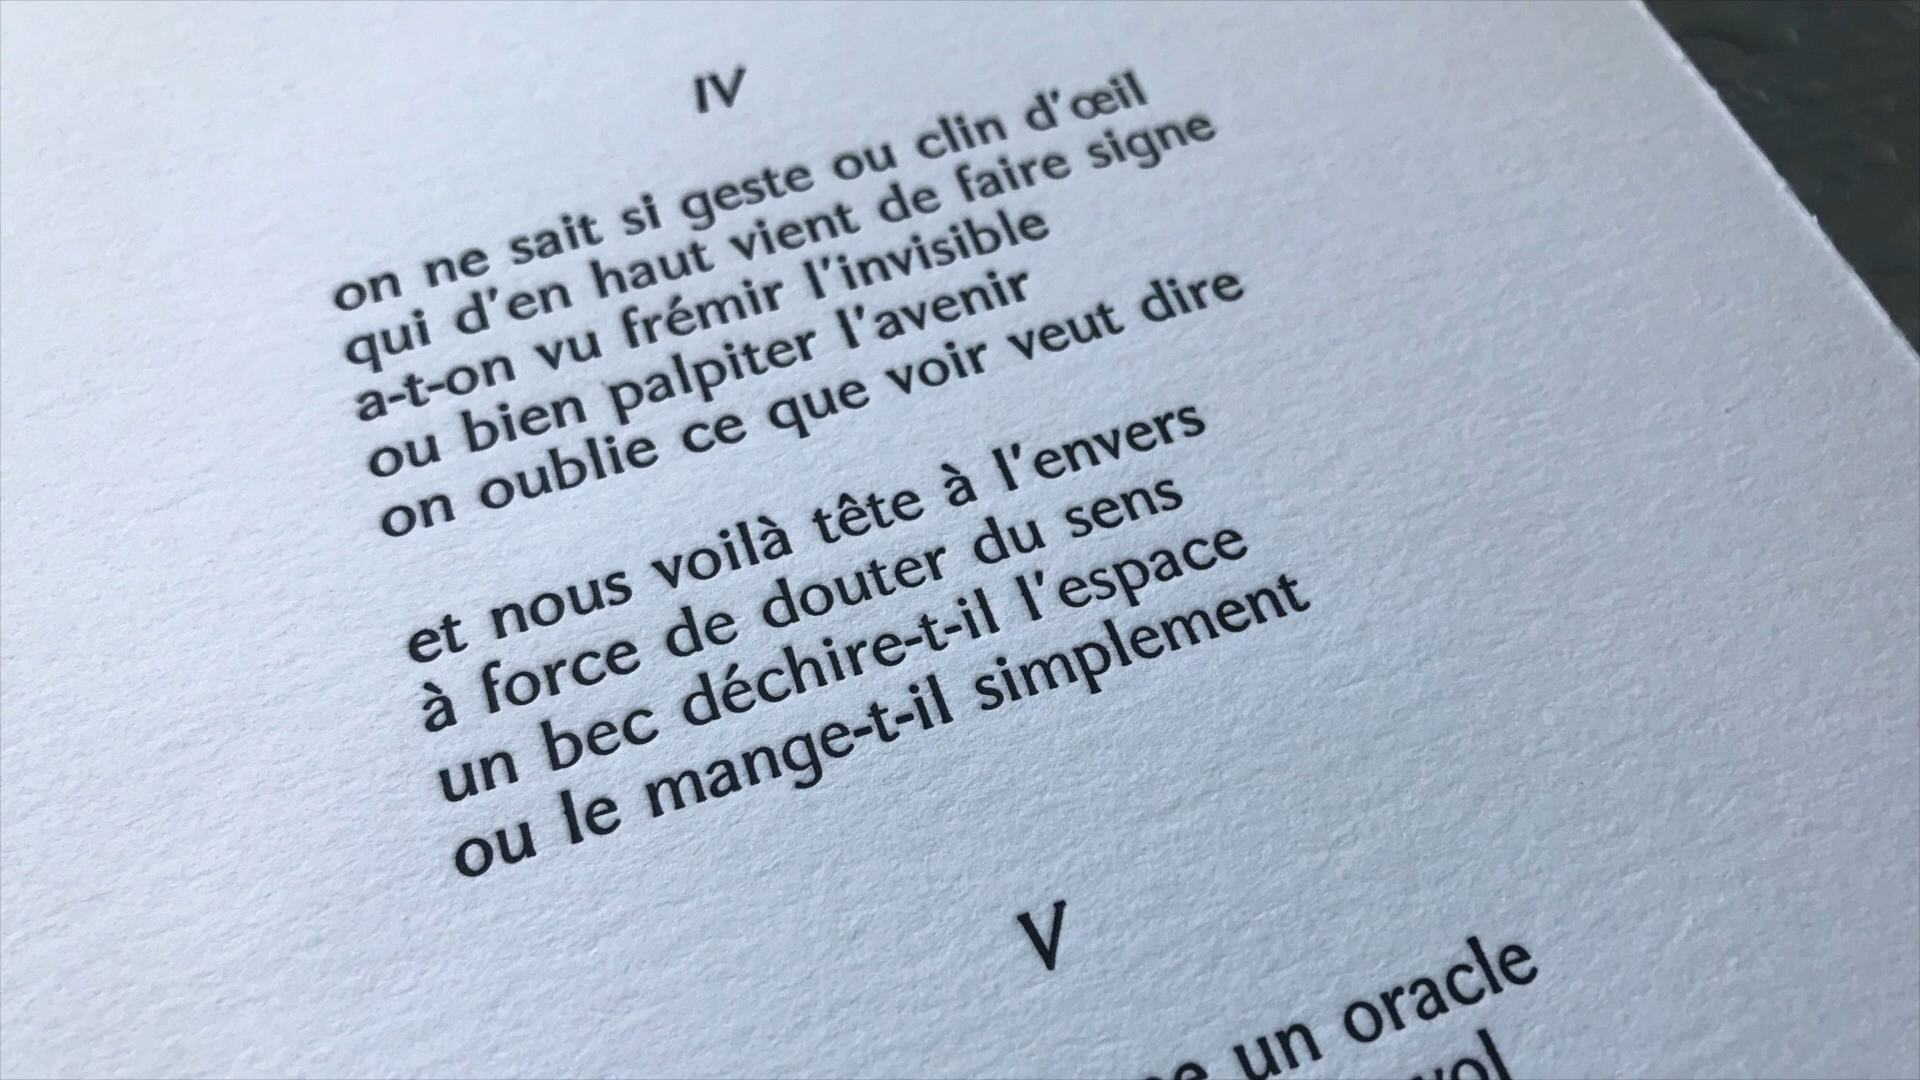 IV
on ne sait si geste ou clin d'œil
qui d'en haut vient de faire signe
a-t-on vu frémir l'invisible
ou bien palpiter l'avenir
on oublie ce que voir veut dire
et nous voilà tête à l'envers
à force de douter du sens
un bec déchire-t-il l'espace
ou le mange-t-il simplement
V
un oracle